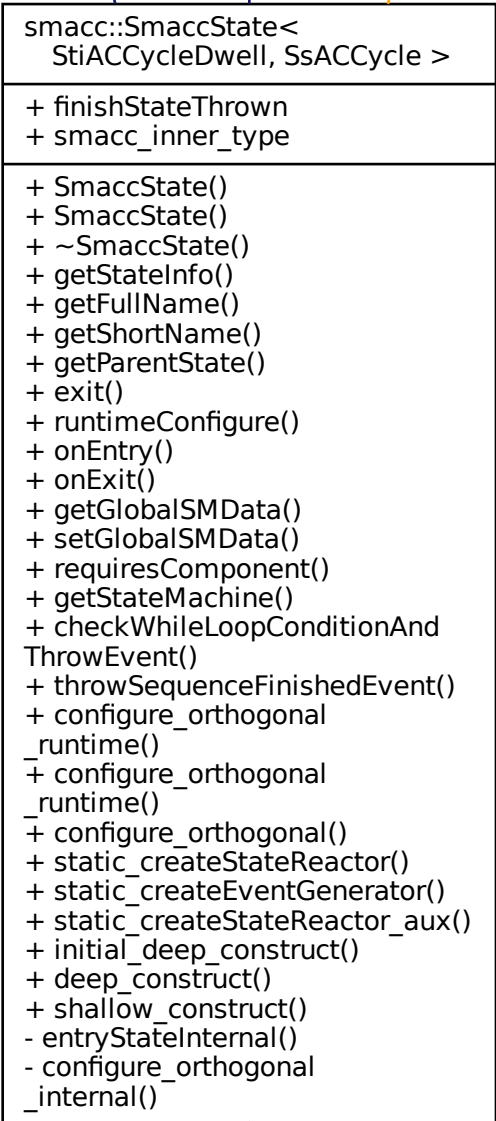 smacc::SmaccState<
StiACCycleDwell, SsACCycle >
+ finishStateThrown
+ smacc_inner_type
+ SmaccState()
+ SmaccState()
+ ~SmaccState()
+ getStateInfo()
+ getFullName()
+ getShortName()
+ getParentState()
+ exit()
+ runtimeConfigure()
+ onEntry()
+ onExit()
+ getGlobalSMData()
+ setGlobalSMData()
+ requiresComponent()
+ getStateMachine()
+ checkWhileLoopConditionAnd
ThrowEvent()
+ throwSequenceFinishedEvent()
+ configure_orthogonal
_runtime()
+ configure_orthogonal
_runtime()
+ configure_orthogonal()
+ static_createStateReactor()
+ static_createEventGenerator()
+ static_createStateReactor_aux()
+ initial_deep_construct()
+ deep_construct()
+ shallow_construct()
- entryStateInternal()
- configure_orthogonal
_internal()